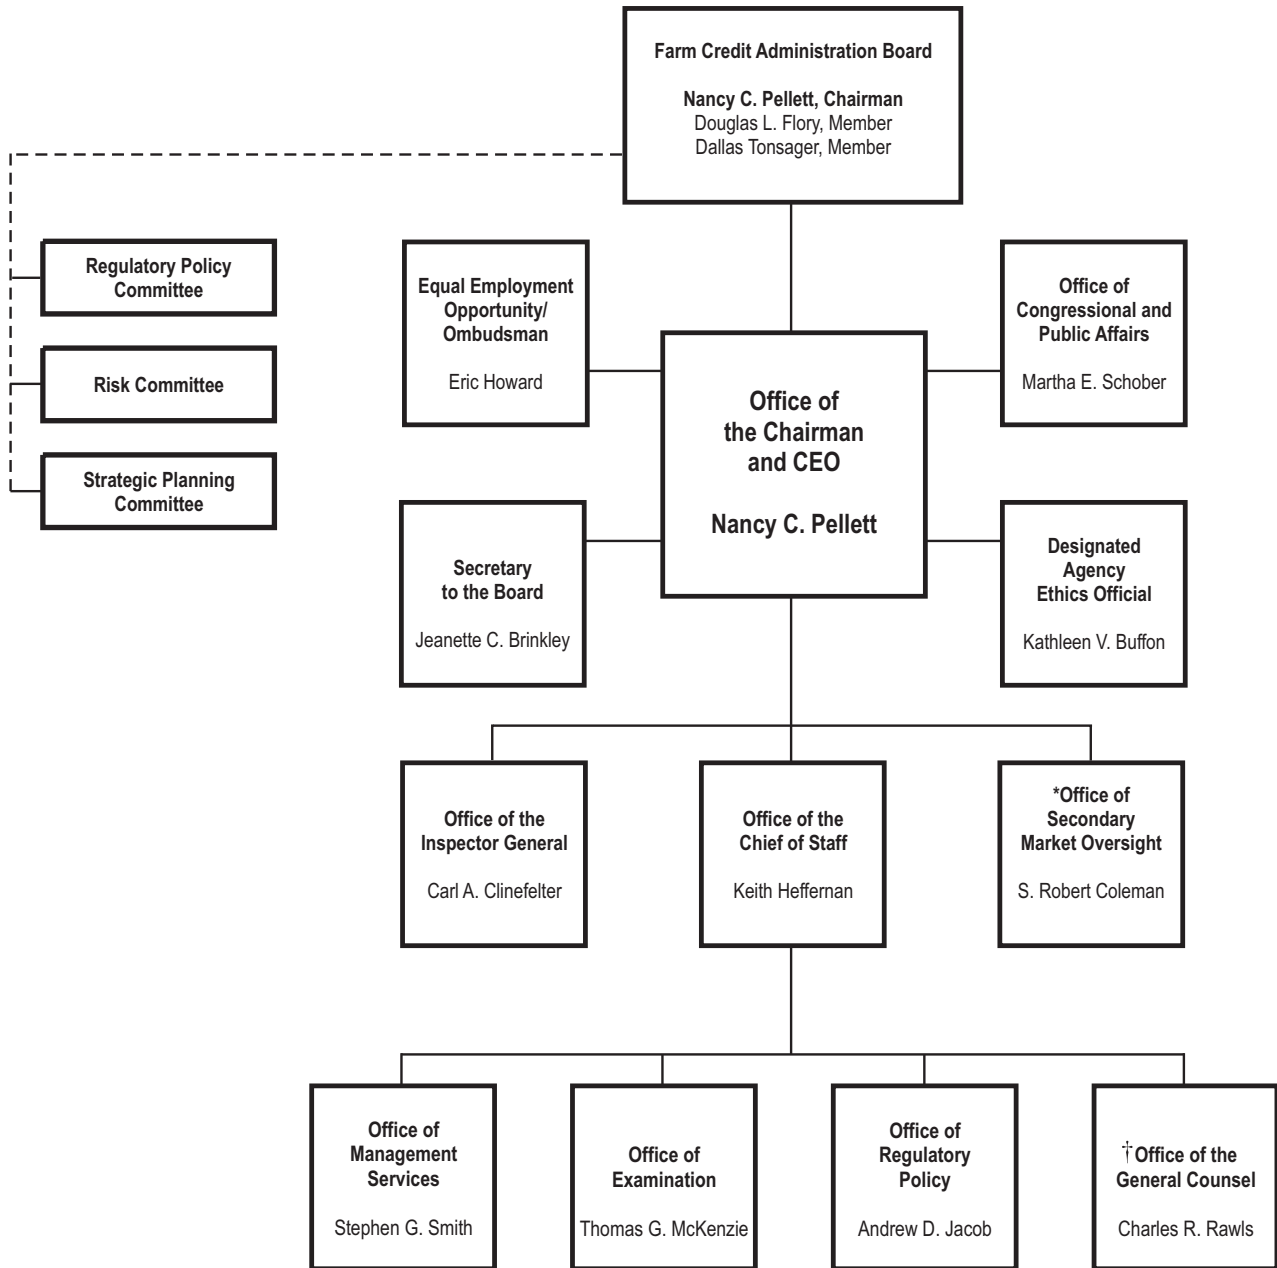 Farm Credit Administration Board
Nancy C. Pellett, Chairman
Douglas L. Flory, Member
Dallas Tonsager, Member
Regulatory Policy
Committee
Risk Committee
Strategic Planning
Committee
Equal Employment
Opportunity/
Ombudsman
Eric Howard
Office of
Congressional and
Public Affairs
Martha E. Schober
Office of
the Chairman
and CEO
Nancy C. Pellett
Secretary
to the Board
Jeanette C. Brinkley
Designated
Agency
Ethics Official
Kathleen V. Buffon
Office of the
Inspector General
Carl A. Clinefelter
Office of the
Chief of Staff
Keith Heffernan
*Office of
Secondary
Market Oversight
S. Robert Coleman
Office of
Management
Services
Stephen G. Smith
Office of
Examination
Thomas G. McKenzie
Office of
Regulatory
Policy
Andrew D. Jacob
†Office of the
General Counsel
Charles R. Rawls